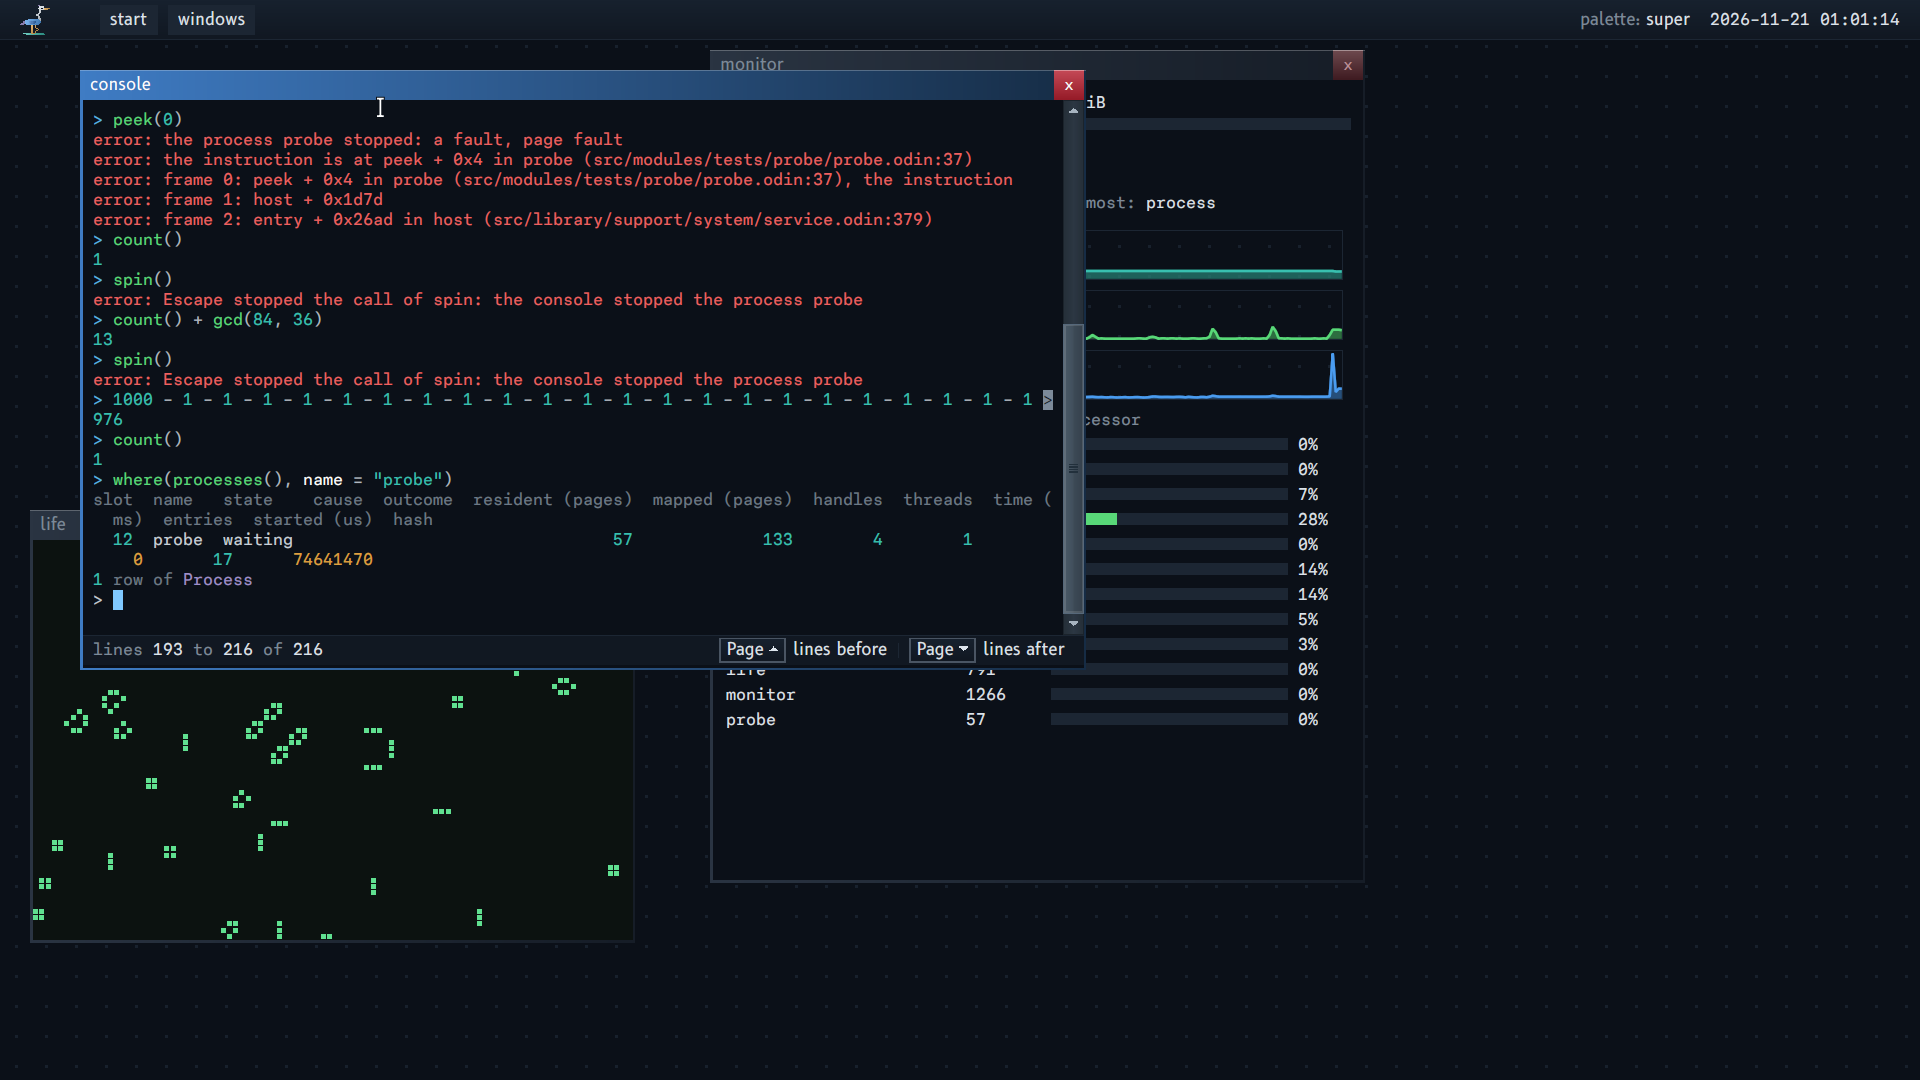 start windows palette: super 2026-11-21 01:01:14
monitor x
console x
> peek(0)
error: the process probe stopped: a fault, page fault
error: the instruction is at peek + 0x4 in probe (src/modules/tests/probe/probe.odin:37)
error: frame 0: peek + 0x4 in probe (src/modules/tests/probe/probe.odin:37), the instruction
error: frame 1: host + 0x1d7d
error: frame 2: entry + 0x26ad in host (src/library/support/system/service.odin:379)
> count()
1
> spin()
error: Escape stopped the call of spin: the console stopped the process probe
> count() + gcd(84, 36)
13
> spin()
error: Escape stopped the call of spin: the console stopped the process probe
> 1000 - 1 - 1 - 1 - 1 - 1 - 1 - 1 - 1 - 1 - 1 - 1 - 1 - 1 - 1 - 1 - 1 - 1 - 1 - 1 - 1 - 1 - 1 >
976
> count()
1
> where(processes(), name = "probe")
slot name state cause outcome resident (pages) mapped (pages) handles threads time (
ms) entries started (us) hash
12 probe waiting 57 133 4 1
0 17 74641470
1 row of Process
>
lines 193 to 216 of 216 Page lines before Page lines after
iB
most: process
cessor
0%
0%
7%
28%
0%
14%
14%
5%
3%
life 791 0%
monitor 1266 0%
probe 57 0%
life